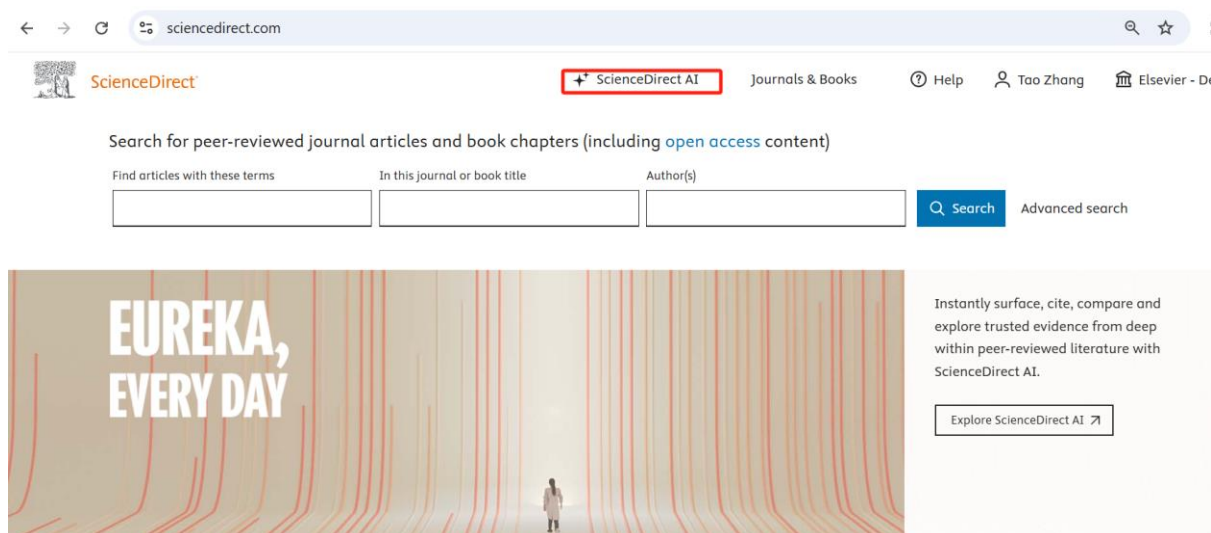 sciencedirect.com
ScienceDirect
ScienceDirect AI
Journals & Books
Help
Tao Zhang
Elsevier - De
Search for peer-reviewed journal articles and book chapters (including open access content)
Find articles with these terms
In this journal or book title
Author(s)
Search
Advanced search
EUREKA,
EVERY DAY
Instantly surface, cite, compare and
explore trusted evidence from deep
within peer-reviewed literature with
ScienceDirect AI.
Explore ScienceDirect AI